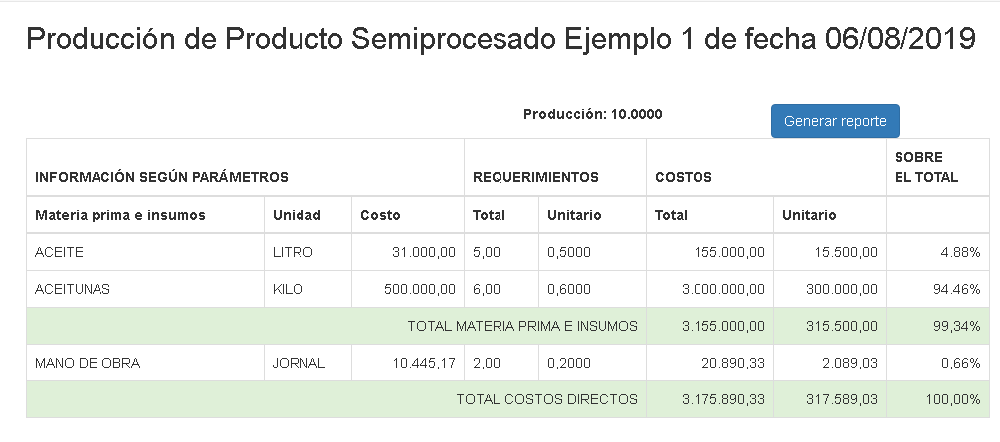 Producción de Producto Semiprocesado Ejemplo 1 de fecha 06/08/2019
Producción: 10.0000
Generar reporte
INFORMACIÓN SEGÚN PARÁMETROS REQUERIMIENTOS COSTOS SOBRE
EL TOTAL
Materia prima e insumos Unidad Costo Total Unitario Total Unitario
ACEITE LITRO 31.000,00 5,00 0,5000 155.000,00 15.500,00 4.88%
ACEITUNAS KILO 500.000,00 6,00 0,6000 3.000.000,00 300.000,00 94.46%
TOTAL MATERIA PRIMA E INSUMOS 3.155.000,00 315.500,00 99,34%
MANO DE OBRA JORNAL 10.445,17 2,00 0,2000 20.890,33 2.089,03 0,66%
TOTAL COSTOS DIRECTOS 3.175.890,33 317.589,03 100,00%